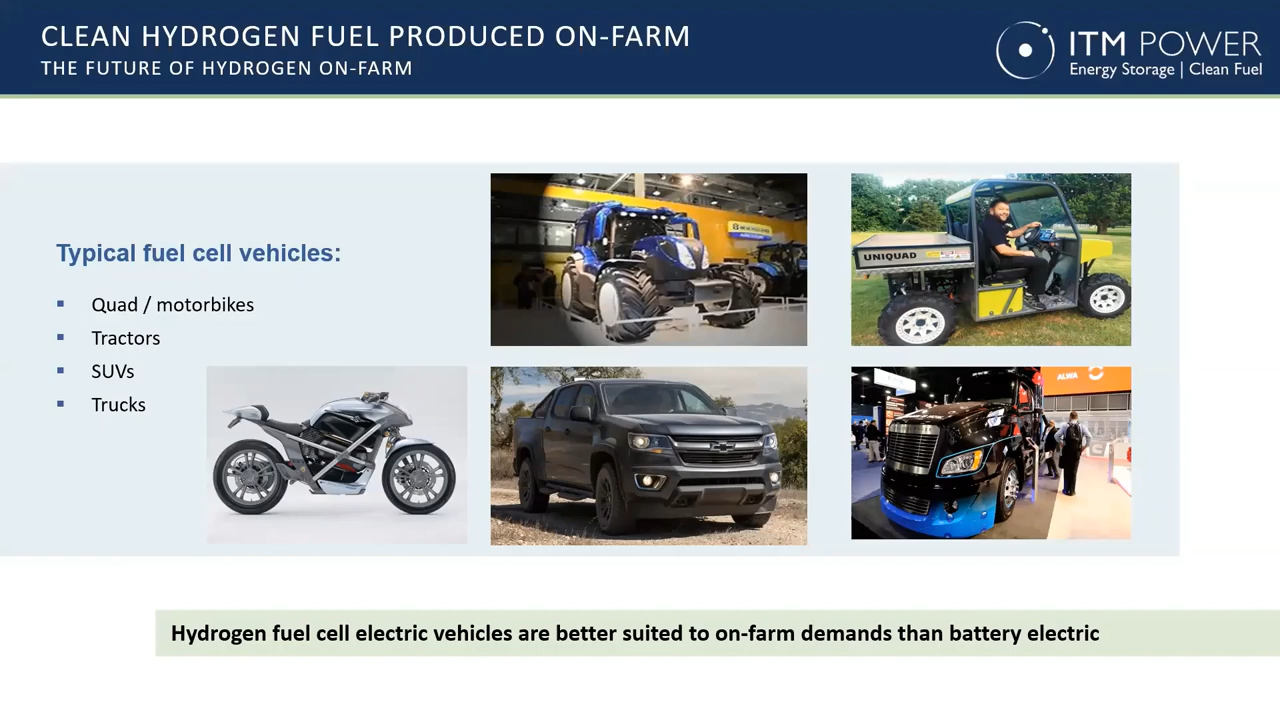 CLEAN HYDROGEN FUEL PRODUCED ON-FARM
THE FUTURE OF HYDROGEN ON-FARM
ITM POWER
Energy Storage | Clean Fuel
Typical fuel cell vehicles:
Quad / motorbikes
Tractors
SUVs
Trucks
UNIQUAD
ALWA
Hydrogen fuel cell electric vehicles are better suited to on-farm demands than battery electric